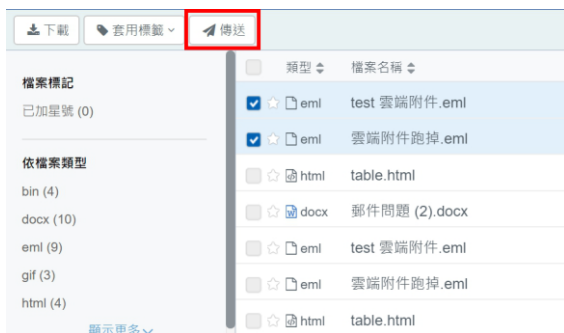 下載 套用標籤 傳送
檔案標記
已加星號 (0)
依檔案類型
bin (4)
docx (10)
eml (9)
gif (3)
html (4)
顯示更多
類型 檔案名稱
eml test 雲端附件.eml
eml 雲端附件跑掉.eml
html table.html
docx 郵件問題 (2).docx
eml test 雲端附件.eml
eml 雲端附件跑掉.eml
html table.html